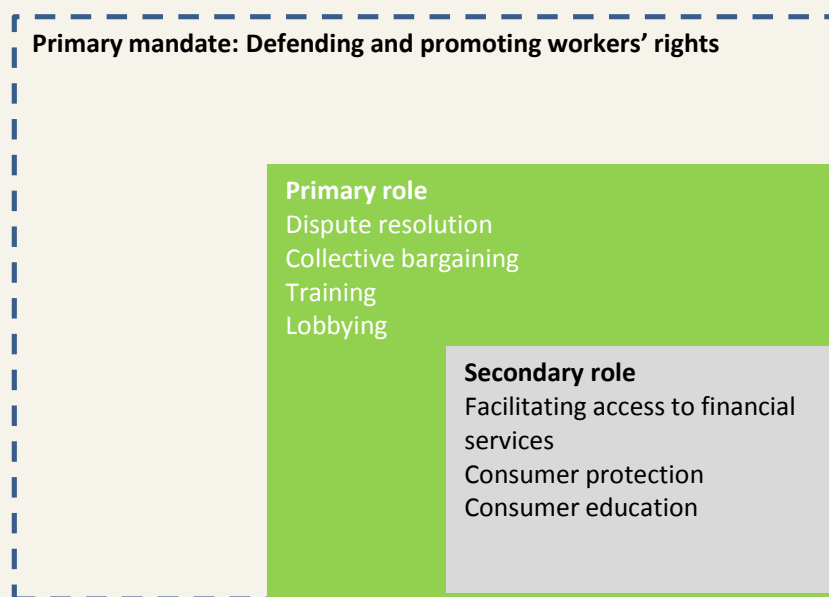 Primary mandate: Defending and promoting workers’ rights
Primary role
Dispute resolution
Collective bargaining
Training
Lobbying
Secondary role
Facilitating access to financial
services
Consumer protection
Consumer education